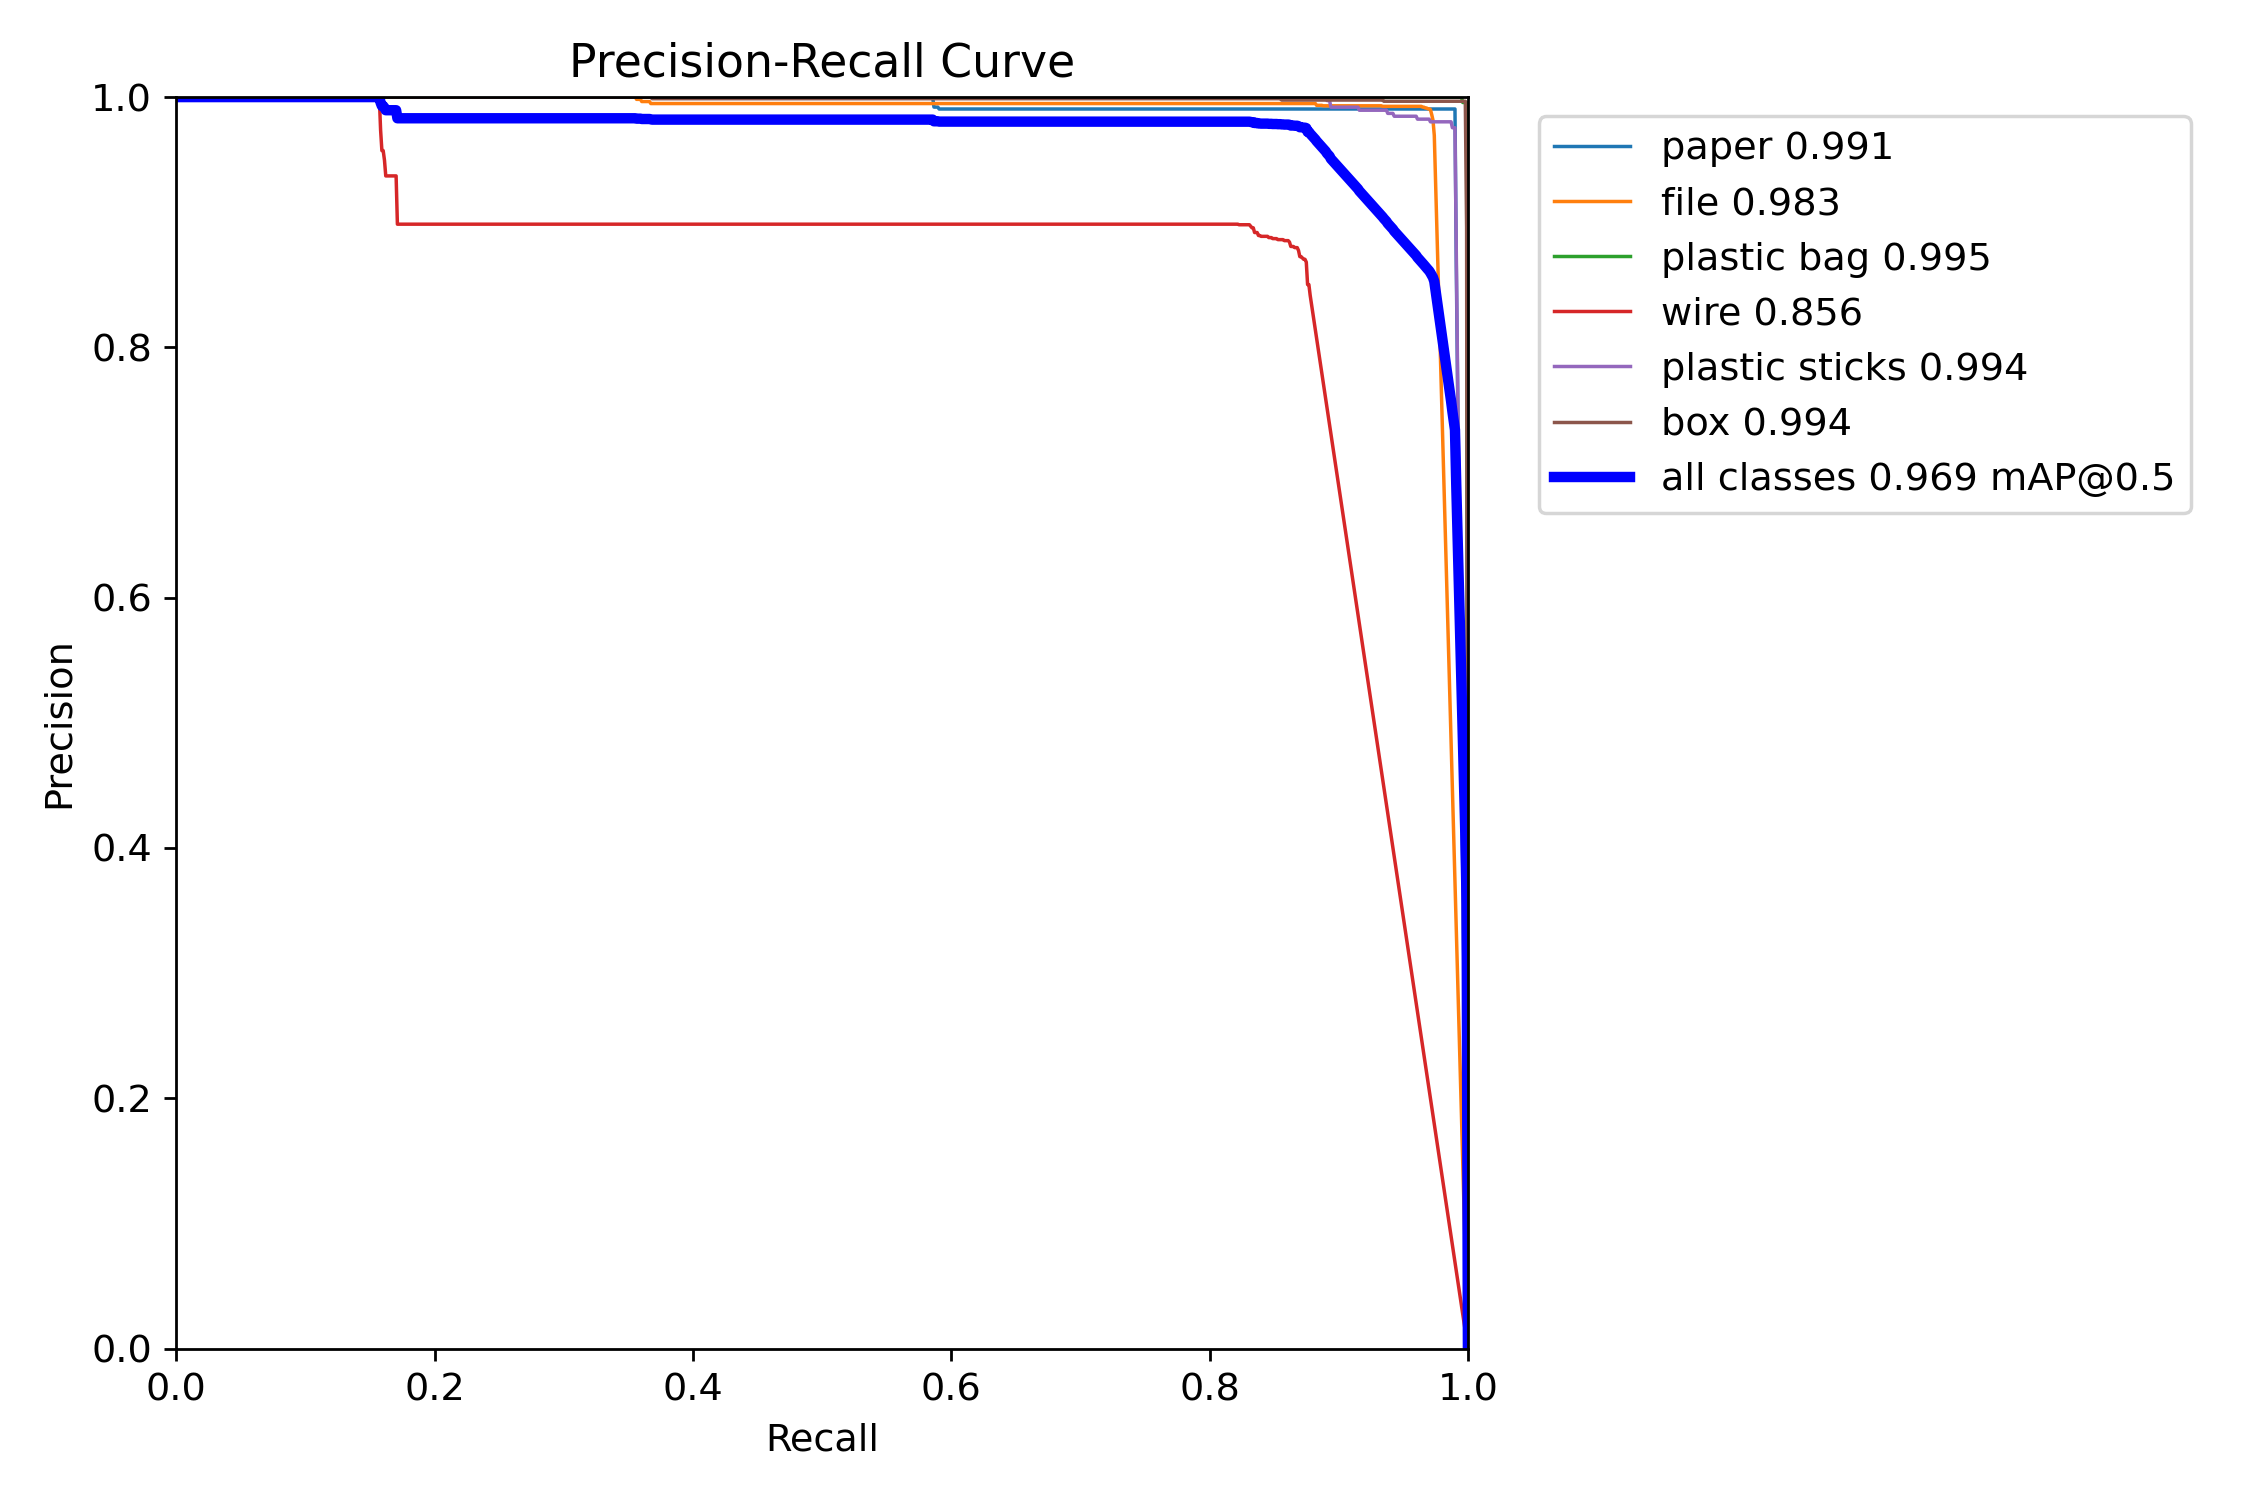 Precision-Recall Curve
1.0
0.8
0.6
0.4
0.2
0.0
Precision
0.0 0.2 0.4 0.6 0.8 1.0
Recall
paper 0.991
file 0.983
plastic bag 0.995
wire 0.856
plastic sticks 0.994
box 0.994
all classes 0.969 mAP@0.5